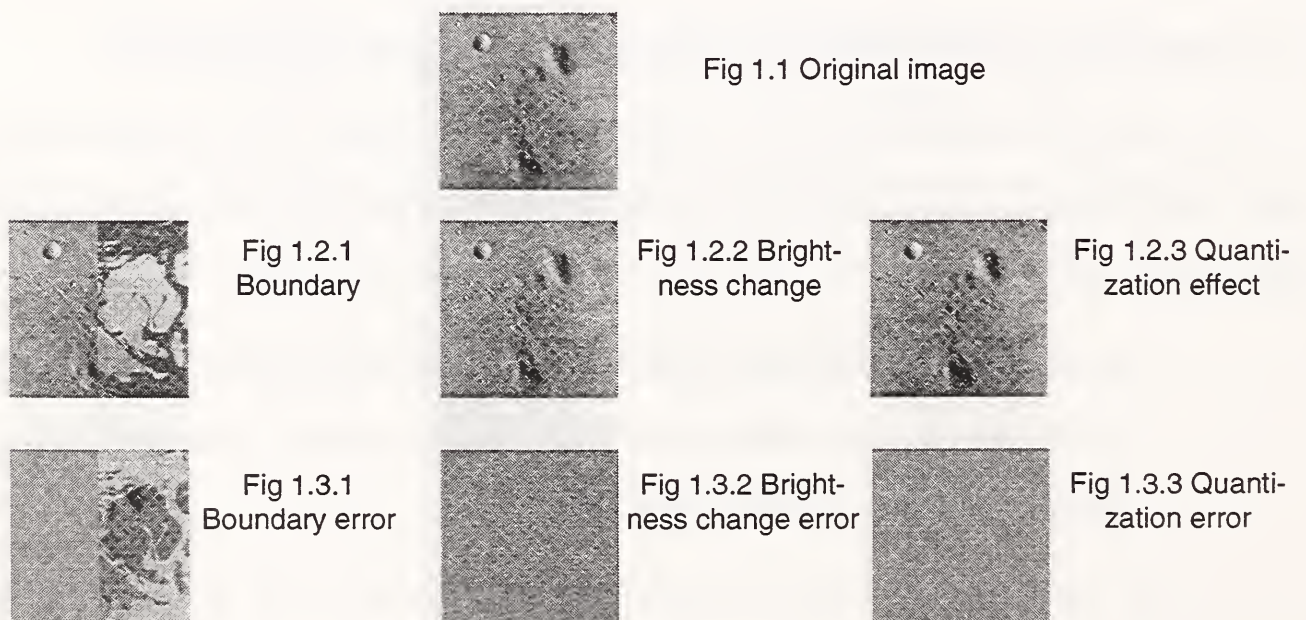 Fig 1.1 Original image
Fig 1.2.1
Boundary
Fig 1.2.2 Bright-
ness change
Fig 1.2.3 Quanti-
zation effect
Fig 1.3.1
Boundary error
Fig 1.3.2 Bright-
ness change error
Fig 1.3.3 Quanti-
zation error